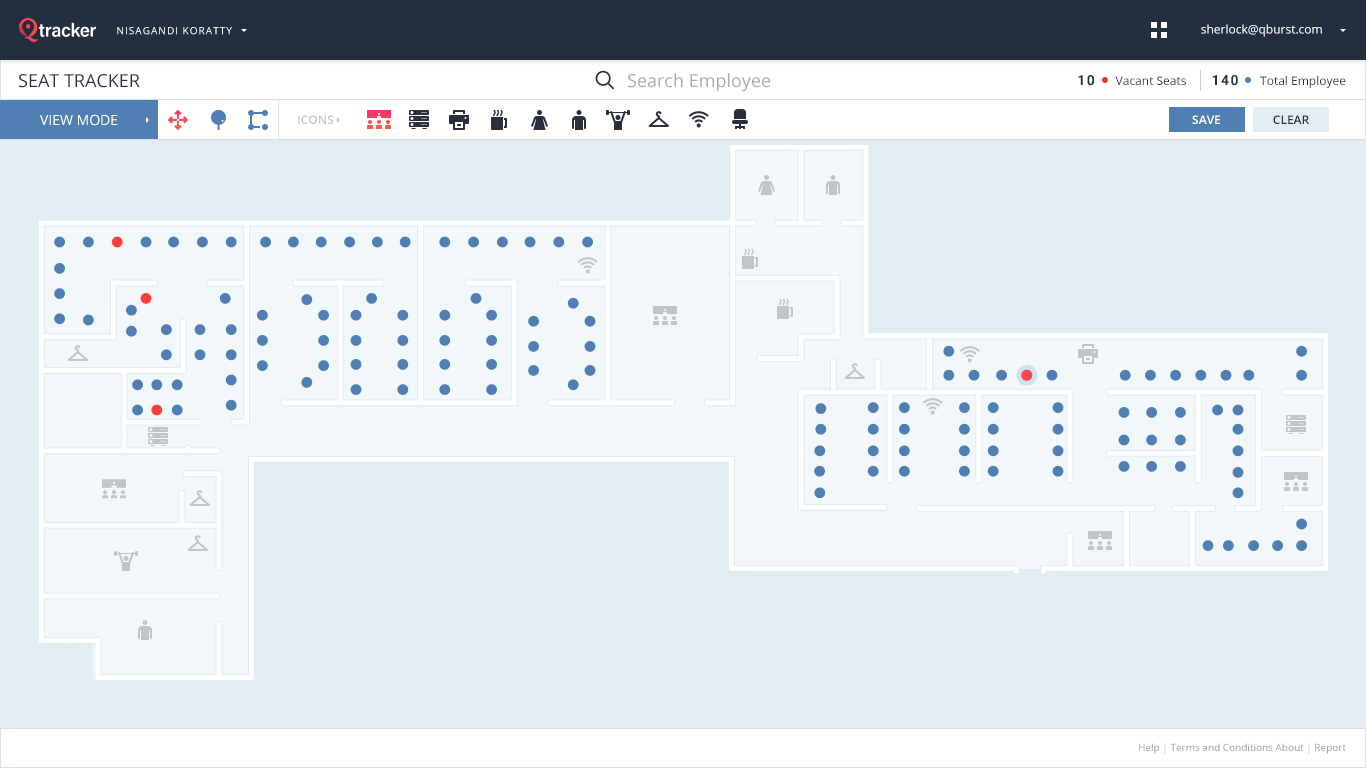 tracker
NISAGANDI KORATTY
sherlock@qburst.com
SEAT TRACKER
Search Employee
10 Vacant Seats
140 Total Employee
VIEW MODE
ICONS
SAVE
CLEAR
Help | Terms and Conditions About | Report